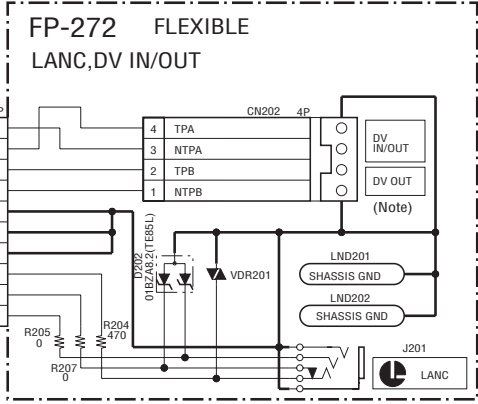 FP-272 FLEXIBLE
LANC,DV IN/OUT
P
CN202 4P
4 TPA
3 NTPA
2 TPB
1 NTPB
DV
IN/OUT
DV OUT
(Note)
D202
01BZA8.2(TE85L)
VDR201
LND201
SHASSIS GND
LND202
SHASSIS GND
R205
0
R204
470
R207
0
J201
LANC